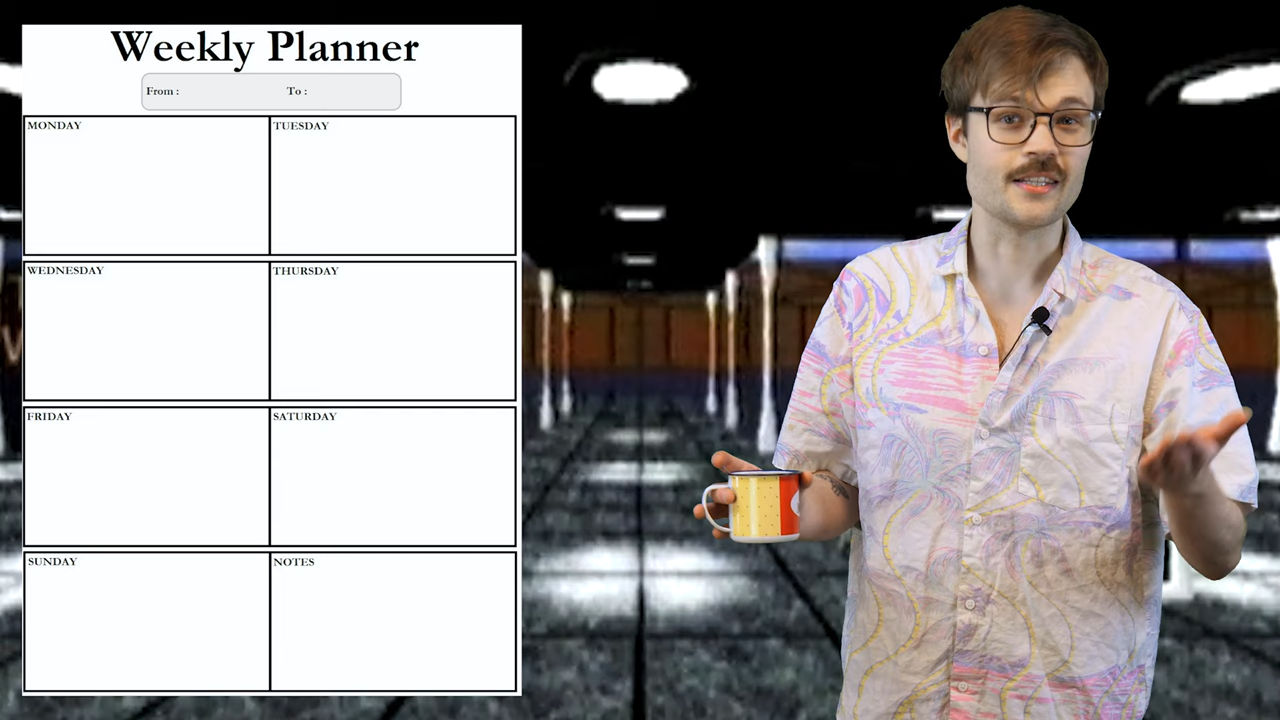 Weekly Planner
From :
To :
MONDAY
TUESDAY
WEDNESDAY
THURSDAY
FRIDAY
SATURDAY
SUNDAY
NOTES